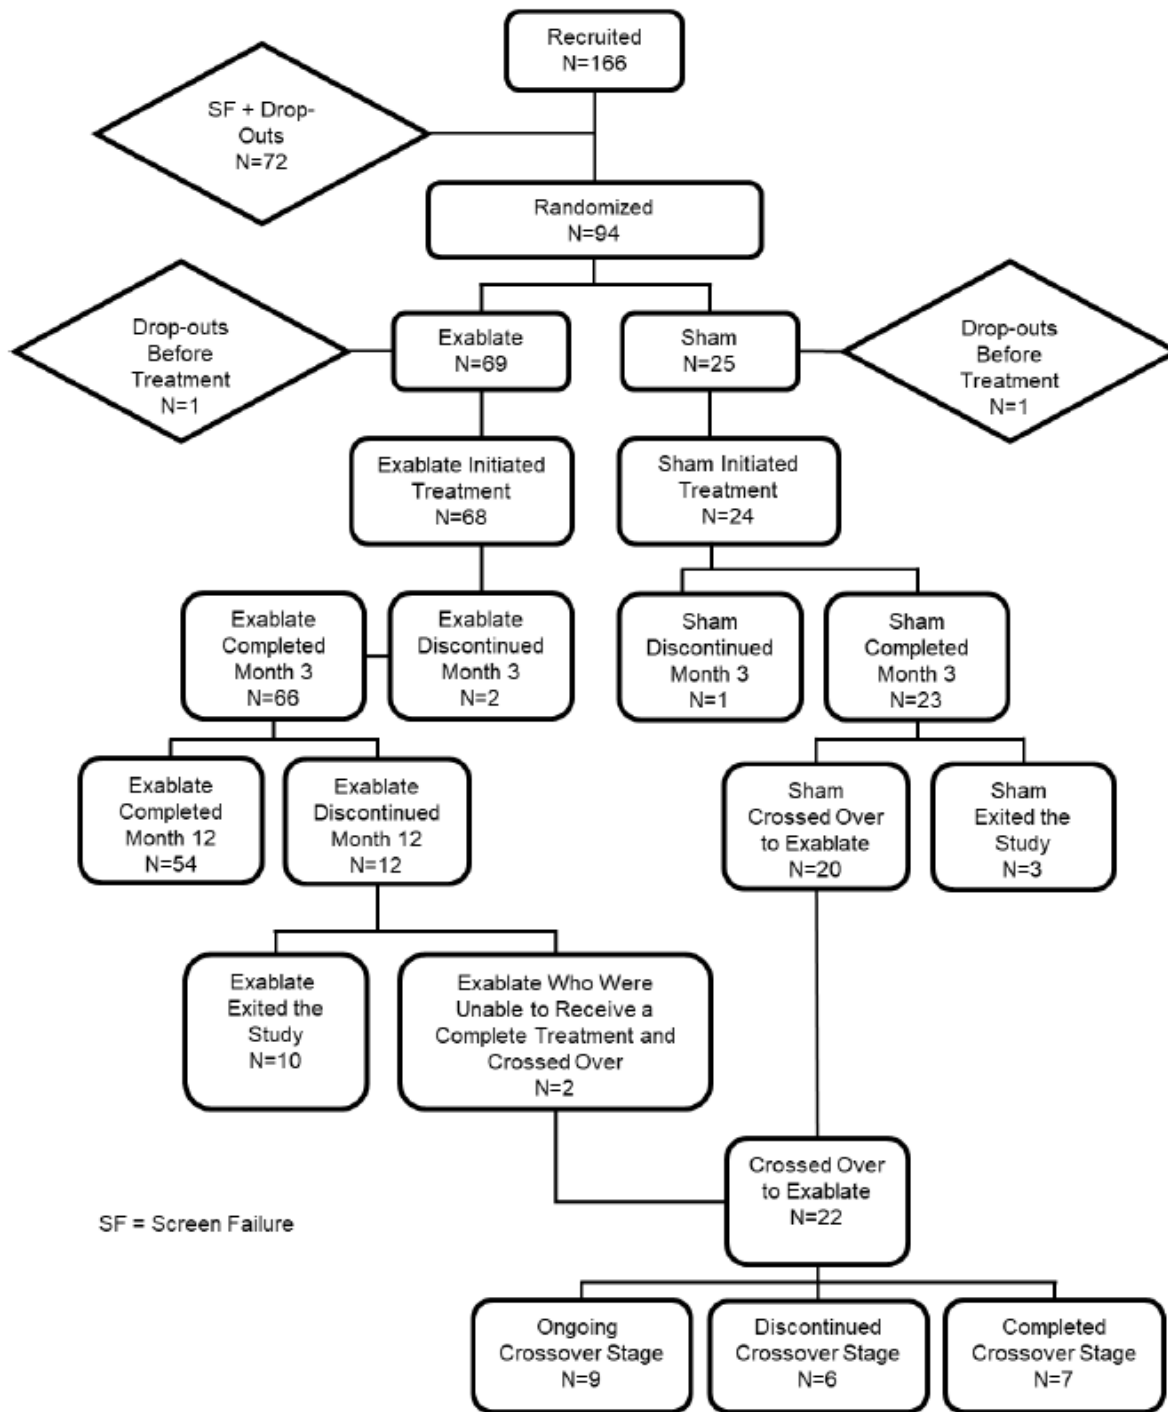 Recruited
N=166
SF + Drop-
Outs
N=72
Randomized
N=94
Drop-outs
Before
Treatment
N=1
Exablate
N=69
Sham
N=25
Drop-outs
Before
Treatment
N=1
Exablate Initiated
Treatment
N=68
Sham Initiated
Treatment
N=24
Exablate
Completed
Month 3
N=66
Exablate
Discontinued
Month 3
N=2
Sham
Discontinued
Month 3
N=1
Sham
Completed
Month 3
N=23
Exablate
Completed
Month 12
N=54
Exablate
Discontinued
Month 12
N=12
Sham
Crossed Over
to Exablate
N=20
Sham
Exited the
Study
N=3
Exablate
Exited the
Study
N=10
Exablate Who Were
Unable to Receive a
Complete Treatment and
Crossed Over
N=2
Crossed Over
to Exablate
N=22
SF = Screen Failure
Ongoing
Crossover Stage
N=9
Discontinued
Crossover Stage
N=6
Completed
Crossover Stage
N=7